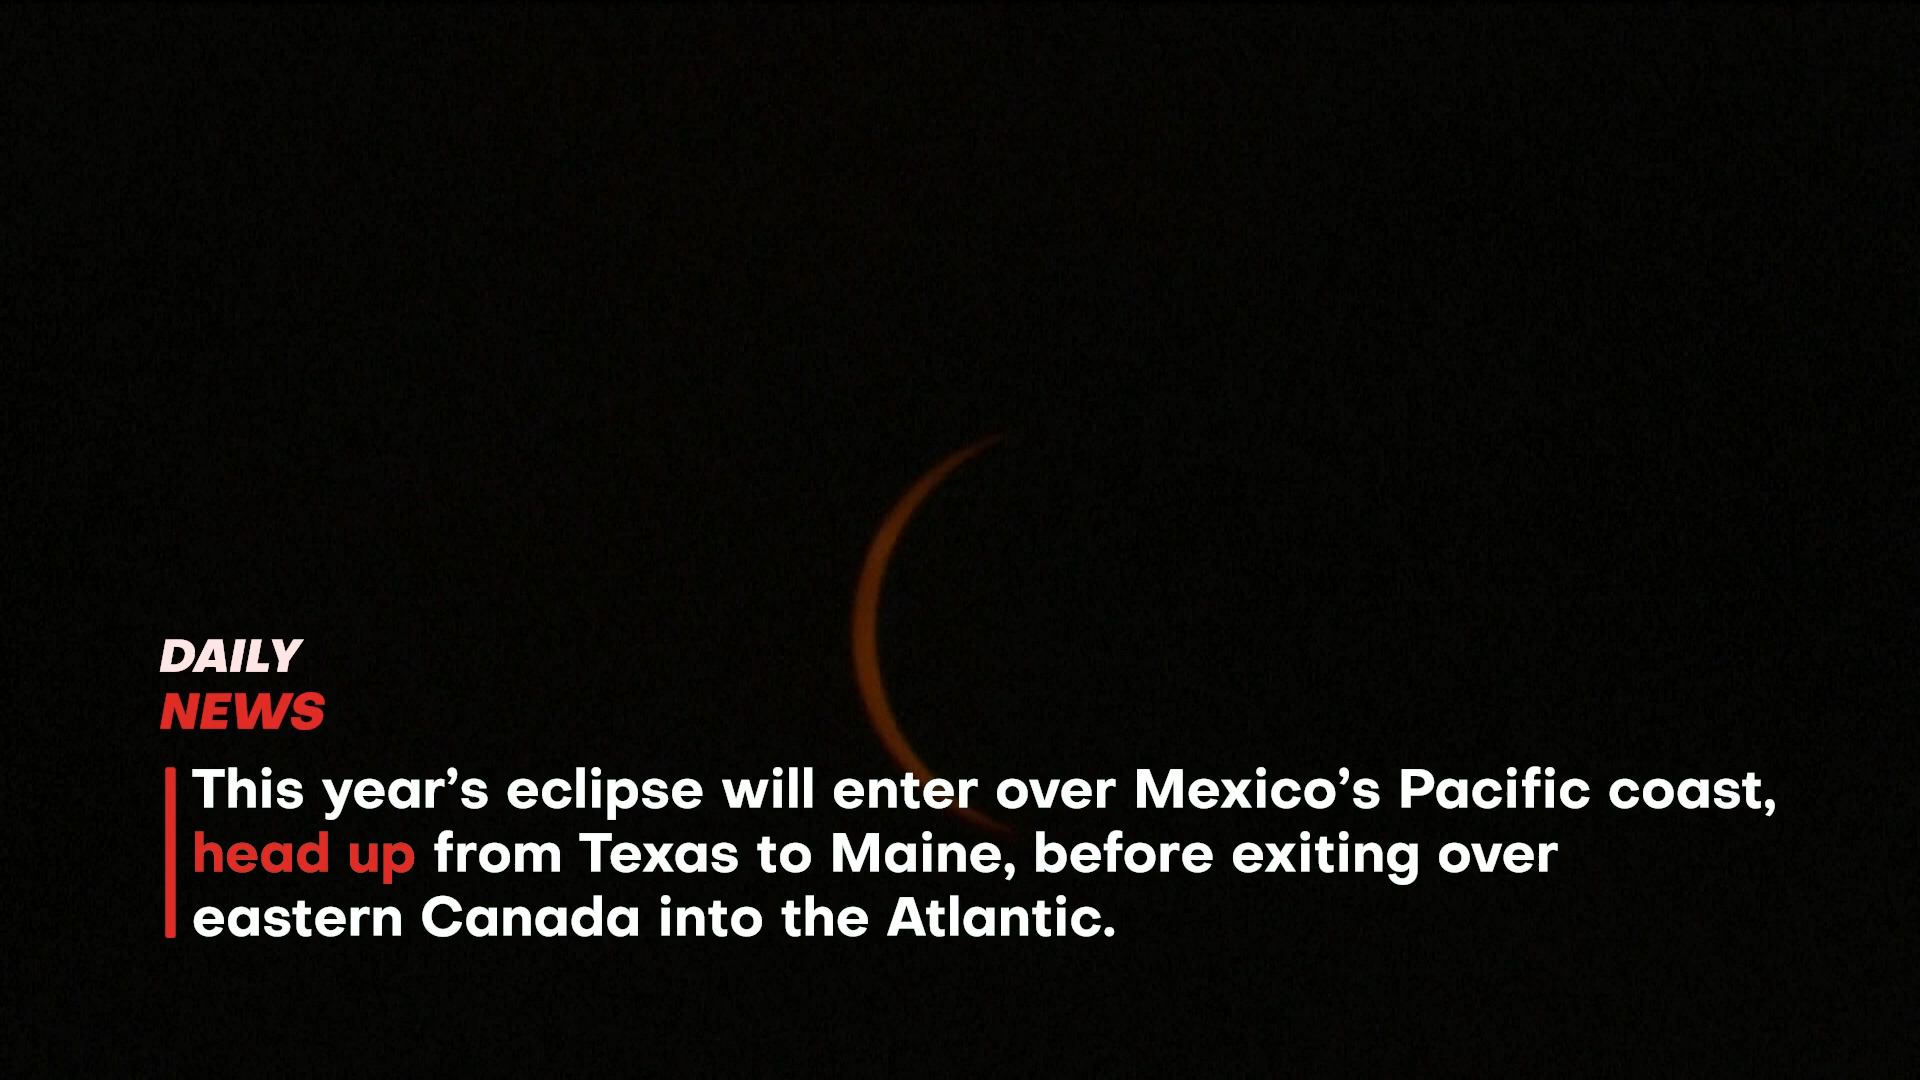 DAILY
NEWS
This year’s eclipse will enter over Mexico’s Pacific coast,
head up from Texas to Maine, before exiting over
eastern Canada into the Atlantic.